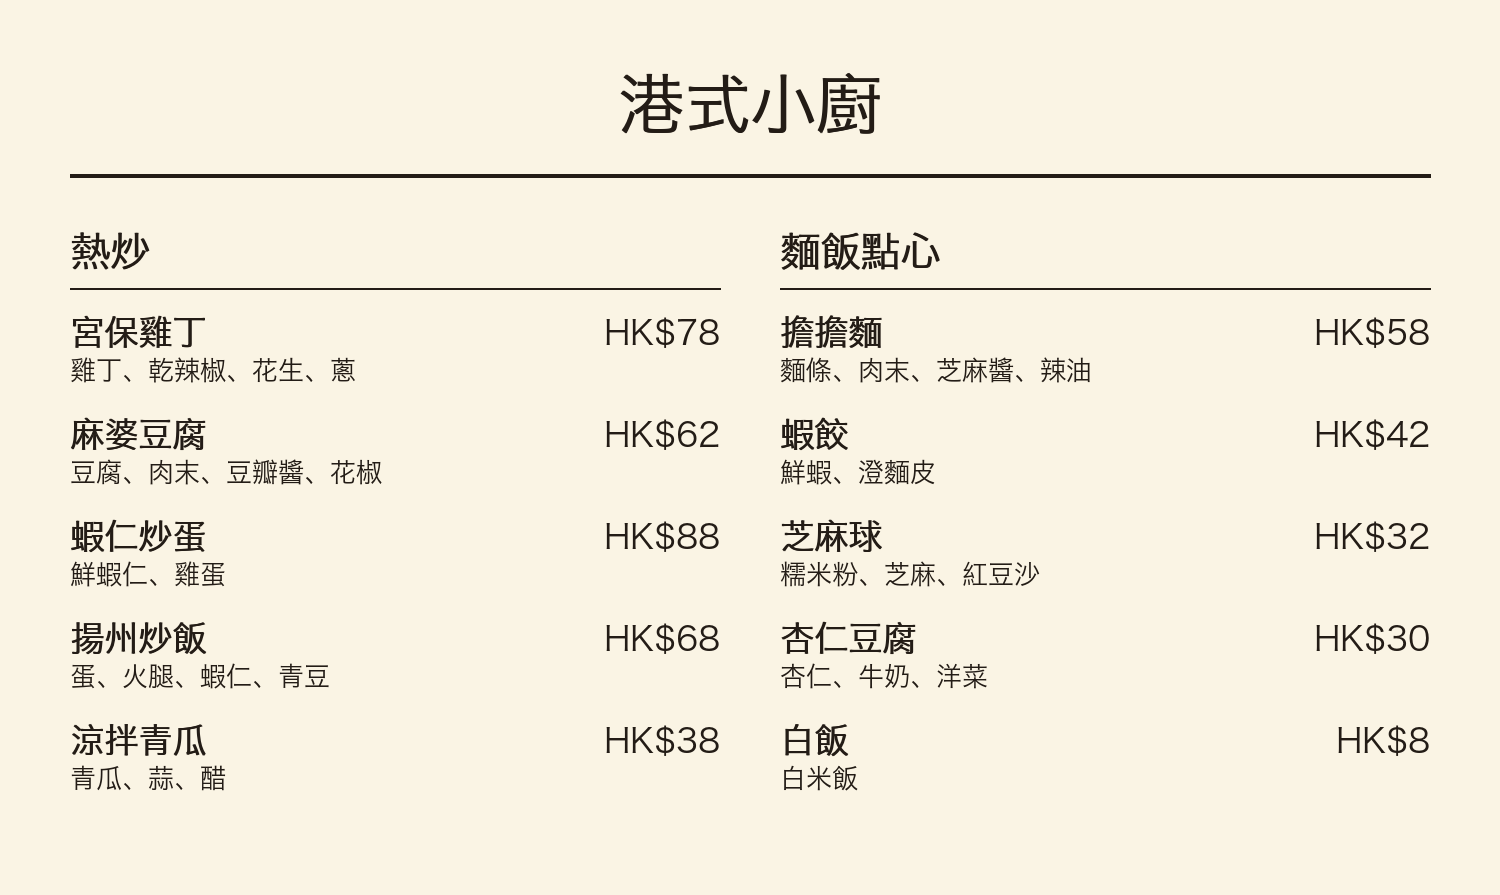 港式小廚
熱炒
宮保雞丁 HK$78
雞丁、乾辣椒、花生、蔥
麻婆豆腐 HK$62
豆腐、肉末、豆瓣醬、花椒
蝦仁炒蛋 HK$88
鮮蝦仁、雞蛋
揚州炒飯 HK$68
蛋、火腿、蝦仁、青豆
涼拌青瓜 HK$38
青瓜、蒜、醋
麵飯點心
擔擔麵 HK$58
麵條、肉末、芝麻醬、辣油
蝦餃 HK$42
鮮蝦、澄麵皮
芝麻球 HK$32
糯米粉、芝麻、紅豆沙
杏仁豆腐 HK$30
杏仁、牛奶、洋菜
白飯 HK$8
白米飯